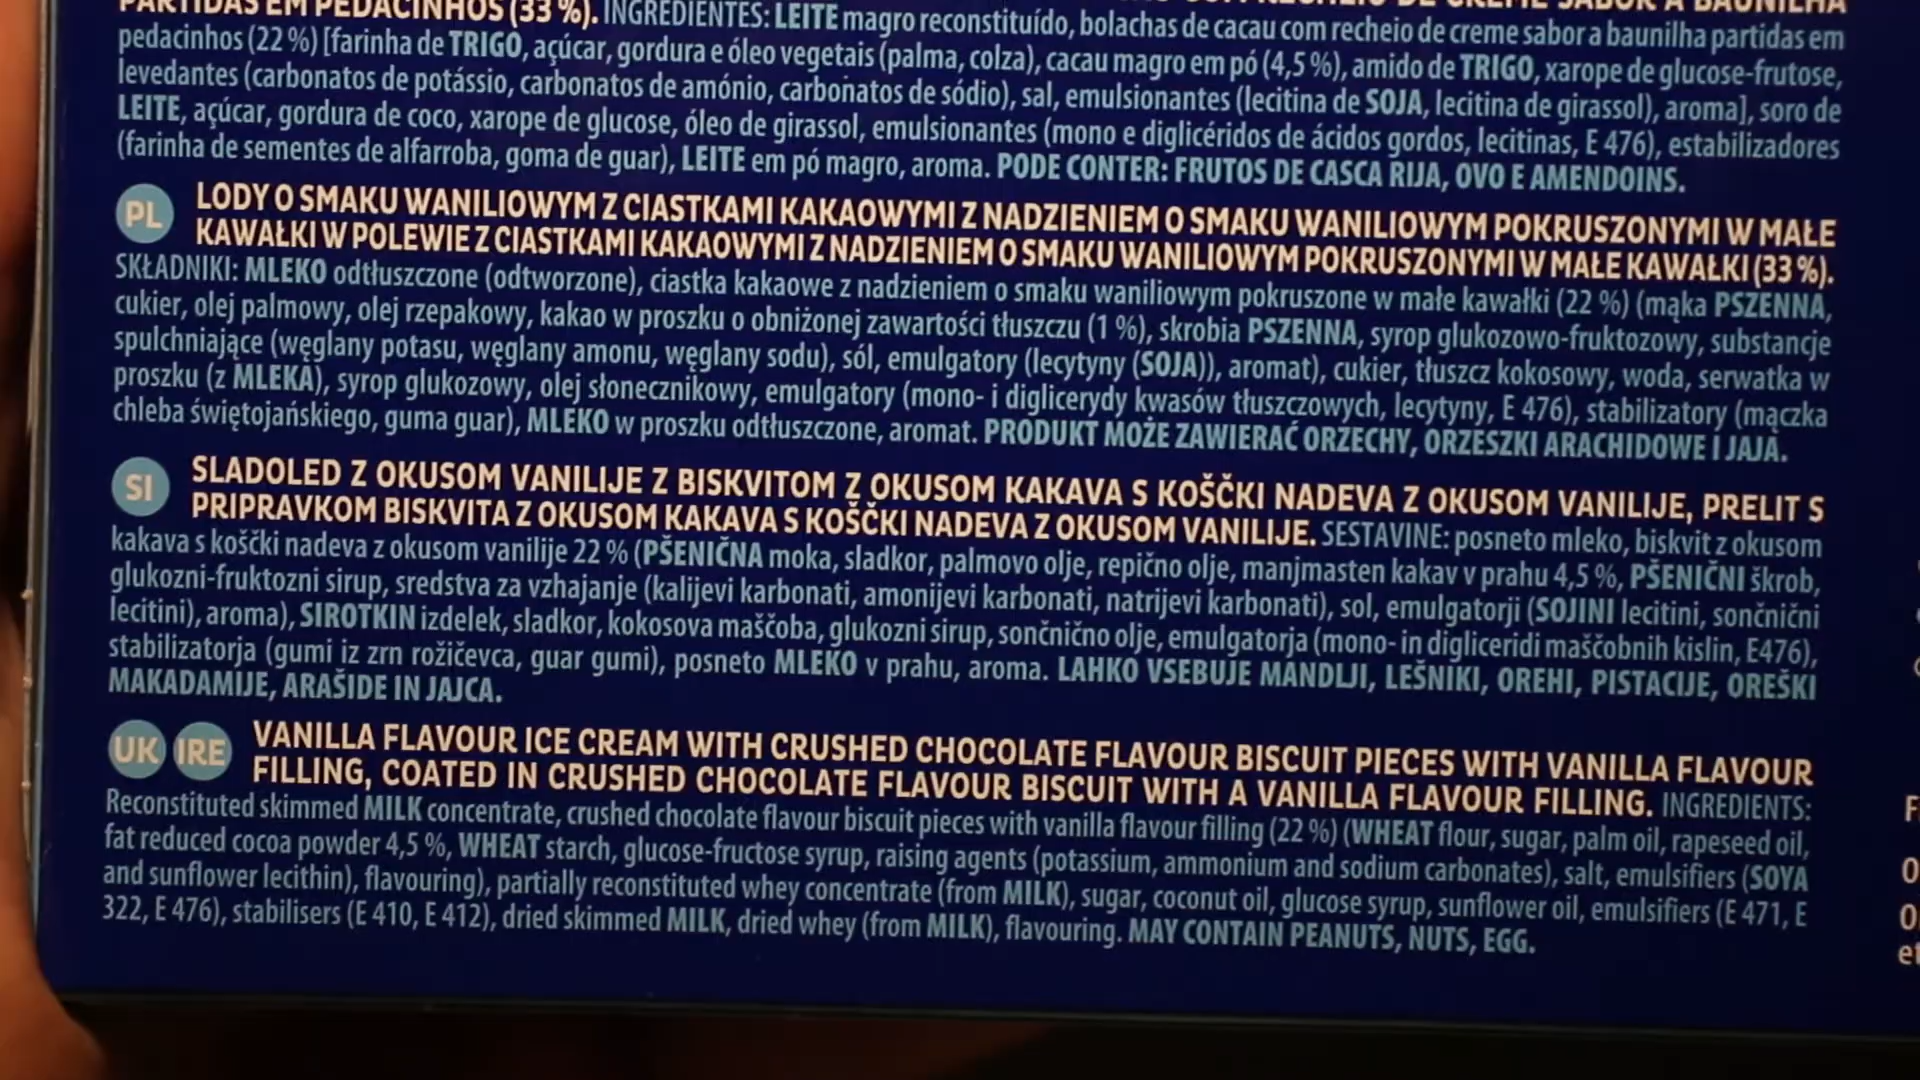 PARTIDAS EM PEDACINHOS (33 %). INGREDIENTES: LEITE magro reconstituído, bolachas de cacau com recheio de creme sabor a baunilha partidas em
pedacinhos (22 %) [farinha de TRIGO, açúcar, gordura e óleo vegetais (palma, colza), cacau magro em pó (4,5 %), amido de TRIGO, xarope de glucose-frutose,
levedantes (carbonatos de potássio, carbonatos de amónio, carbonatos de sódio), sal, emulsionantes (lecitina de SOJA, lecitina de girassol), aroma], soro de
LEITE, açúcar, gordura de coco, xarope de glucose, óleo de girassol, emulsionantes (mono e diglicéridos de ácidos gordos, lecitinas, E 476), estabilizadores
(farinha de sementes de alfarroba, goma de guar), LEITE em pó magro, aroma. PODE CONTER: FRUTOS DE CASCA RIJA, OVO E AMENDOINS.
PL LODY O SMAKU WANILIOWYM Z CIASTKAMI KAKAOWYMI Z NADZIENIEM O SMAKU WANILIOWYM POKRUSZONYMI W MAŁE
KAWAŁKI W POLEWIE Z CIASTKAMI KAKAOWYMI Z NADZIENIEM O SMAKU WANILIOWYM POKRUSZONYMI W MAŁE KAWAŁKI (33 %).
SKŁADNIKI: MLEKO odtłuszczone (odtworzone), ciastka kakaowe z nadzieniem o smaku waniliowym pokruszone w małe kawałki (22 %) (mąka PSZENNA,
cukier, olej palmowy, olej rzepakowy, kakao w proszku o obniżonej zawartości tłuszczu (1 %), skrobia PSZENNA, syrop glukozowo-fruktozowy, substancje
spulchniające (węglany potasu, węglany amonu, węglany sodu), sól, emulgatory (lecytyny (SOJA)), aromat), cukier, tłuszcz kokosowy, woda, serwatka w
proszku (z MLEKA), syrop glukozowy, olej słonecznikowy, emulgatory (mono- i diglicerydy kwasów tłuszczowych, lecytyny, E 476), stabilizatory (mączka
chleba świętojańskiego, guma guar), MLEKO w proszku odtłuszczone, aromat. PRODUKT MOŻE ZAWIERAĆ ORZECHY, ORZESZKI ARACHIDOWE I JAJA.
SI SLADOLED Z OKUSOM VANILIJE Z BISKVITOM Z OKUSOM KAKAVA S KOŠČKI NADEVA Z OKUSOM VANILIJE, PRELIT S
PRIPRAVKOM BISKVITA Z OKUSOM KAKAVA S KOŠČKI NADEVA Z OKUSOM VANILIJE. SESTAVINE: posneto mleko, biskvit z okusom
kakava s koščki nadeva z okusom vanilije 22 % (PŠENIČNA moka, sladkor, palmovo olje, repično olje, manjmasten kakav v prahu 4,5 %, PŠENIČNI škrob,
glukozni-fruktozni sirup, sredstva za vzhajanje (kalijevi karbonati, amonijevi karbonati, natrijevi karbonati), sol, emulgatorji (SOJINI lecitini, sončnični
lecitini), aroma), SIROTKIN izdelek, sladkor, kokosova maščoba, glukozni sirup, sončnično olje, emulgatorja (mono- in digliceridi maščobnih kislin, E476),
stabilizatorja (gumi iz zrn rožičevca, guar gumi), posneto MLEKO v prahu, aroma. LAHKO VSEBUJE MANDLJI, LEŠNIKI, OREHI, PISTACIJE, OREŠKI
MAKADAMIJE, ARAŠIDE IN JAJCA.
UK IRE VANILLA FLAVOUR ICE CREAM WITH CRUSHED CHOCOLATE FLAVOUR BISCUIT PIECES WITH VANILLA FLAVOUR
FILLING, COATED IN CRUSHED CHOCOLATE FLAVOUR BISCUIT WITH A VANILLA FLAVOUR FILLING. INGREDIENTS:
Reconstituted skimmed MILK concentrate, crushed chocolate flavour biscuit pieces with vanilla flavour filling (22 %) (WHEAT flour, sugar, palm oil, rapeseed oil,
fat reduced cocoa powder 4,5 %, WHEAT starch, glucose-fructose syrup, raising agents (potassium, ammonium and sodium carbonates), salt, emulsifiers (SOYA
and sunflower lecithin), flavouring), partially reconstituted whey concentrate (from MILK), sugar, coconut oil, glucose syrup, sunflower oil, emulsifiers (E 471, E
322, E 476), stabilisers (E 410, E 412), dried skimmed MILK, dried whey (from MILK), flavouring. MAY CONTAIN PEANUTS, NUTS, EGG.